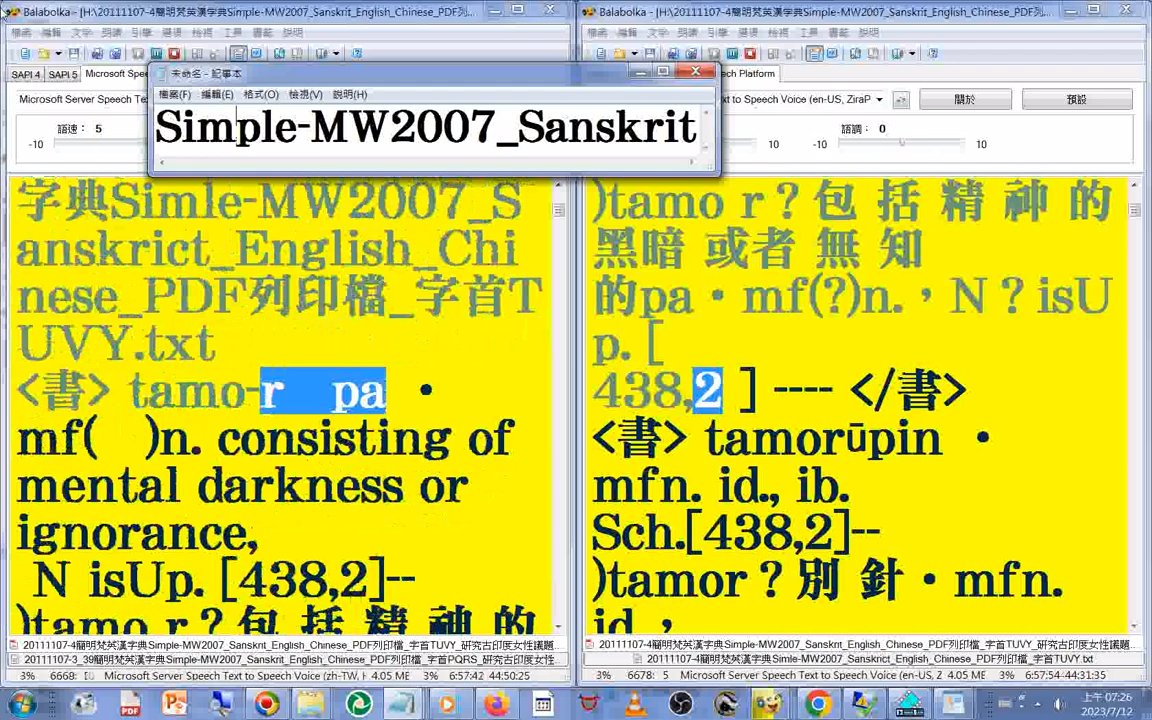 Balabolka - [H:\20111107-4簡明梵英漢字典Simple-MW2007_Sanskrit_English_Chinese_PDF列...
Balabolka - [H:\20111107-4簡明梵英漢字典Simple-MW2007_Sanskrit_English_Chinese_PDF列...
SAPI 4 SAPI 5 Microsoft Spe
未命名 - 記事本
ech Platform
檔案(F) 編輯(E) 格式(O) 檢視(V) 說明(H)
Simple-MW2007_Sanskrit
Microsoft Server Speech Text
to Speech Voice (en-US, ZiraP
關於
預設
語速： 5
-10
10
語調： 0
-10
10
字典Simle-MW2007_S
anskrict_English_Chi
nese_PDF列印檔_字首T
UVY.txt
<書> tamo-r pa •
mf( )n. consisting of
mental darkness or
ignorance,
N isUp. [438,2]--
)tamo r？包 括 精 神 的
)tamo r？包 括 精 神 的
黑暗 或者 無 知
的pa • mf(?)n.，N？isU
p. [
438,2 ] ---- </書>
<書> tamorūpin •
mfn. id., ib.
Sch.[438,2]--
)tamor？別 針 • mfn.
id，
20111107-4簡明梵英漢字典Simple-MW2007_Sanskrit_English_Chinese_PDF列印檔_字首TUVY_研究古印度女性議題...
20111107-3_39簡明梵英漢字典Simple-MW2007_Sanskrit_English_Chinese_PDF列印檔_字首PQRS_研究古印度女性...
3% 6668: Microsoft Server Speech Text to Speech Voice (zh-TW, H 4.05 ME 3% 6:57:42 44:50:25
20111107-4簡明梵英漢字典Simple-MW2007_Sanskrit_English_Chinese_PDF列印檔_字首TUVY_研究古印度女性議題...
20111107-4簡明梵英漢字典Simle-MW2007_Sanskrict_English_Chinese_PDF列印檔_字首TUVY.txt
3% 6678: 5 Microsoft Server Speech Text to Speech Voice (en-US, Z 4.05 ME 3% 6:57:54-44:31:35
上午 07:26
2023/7/12